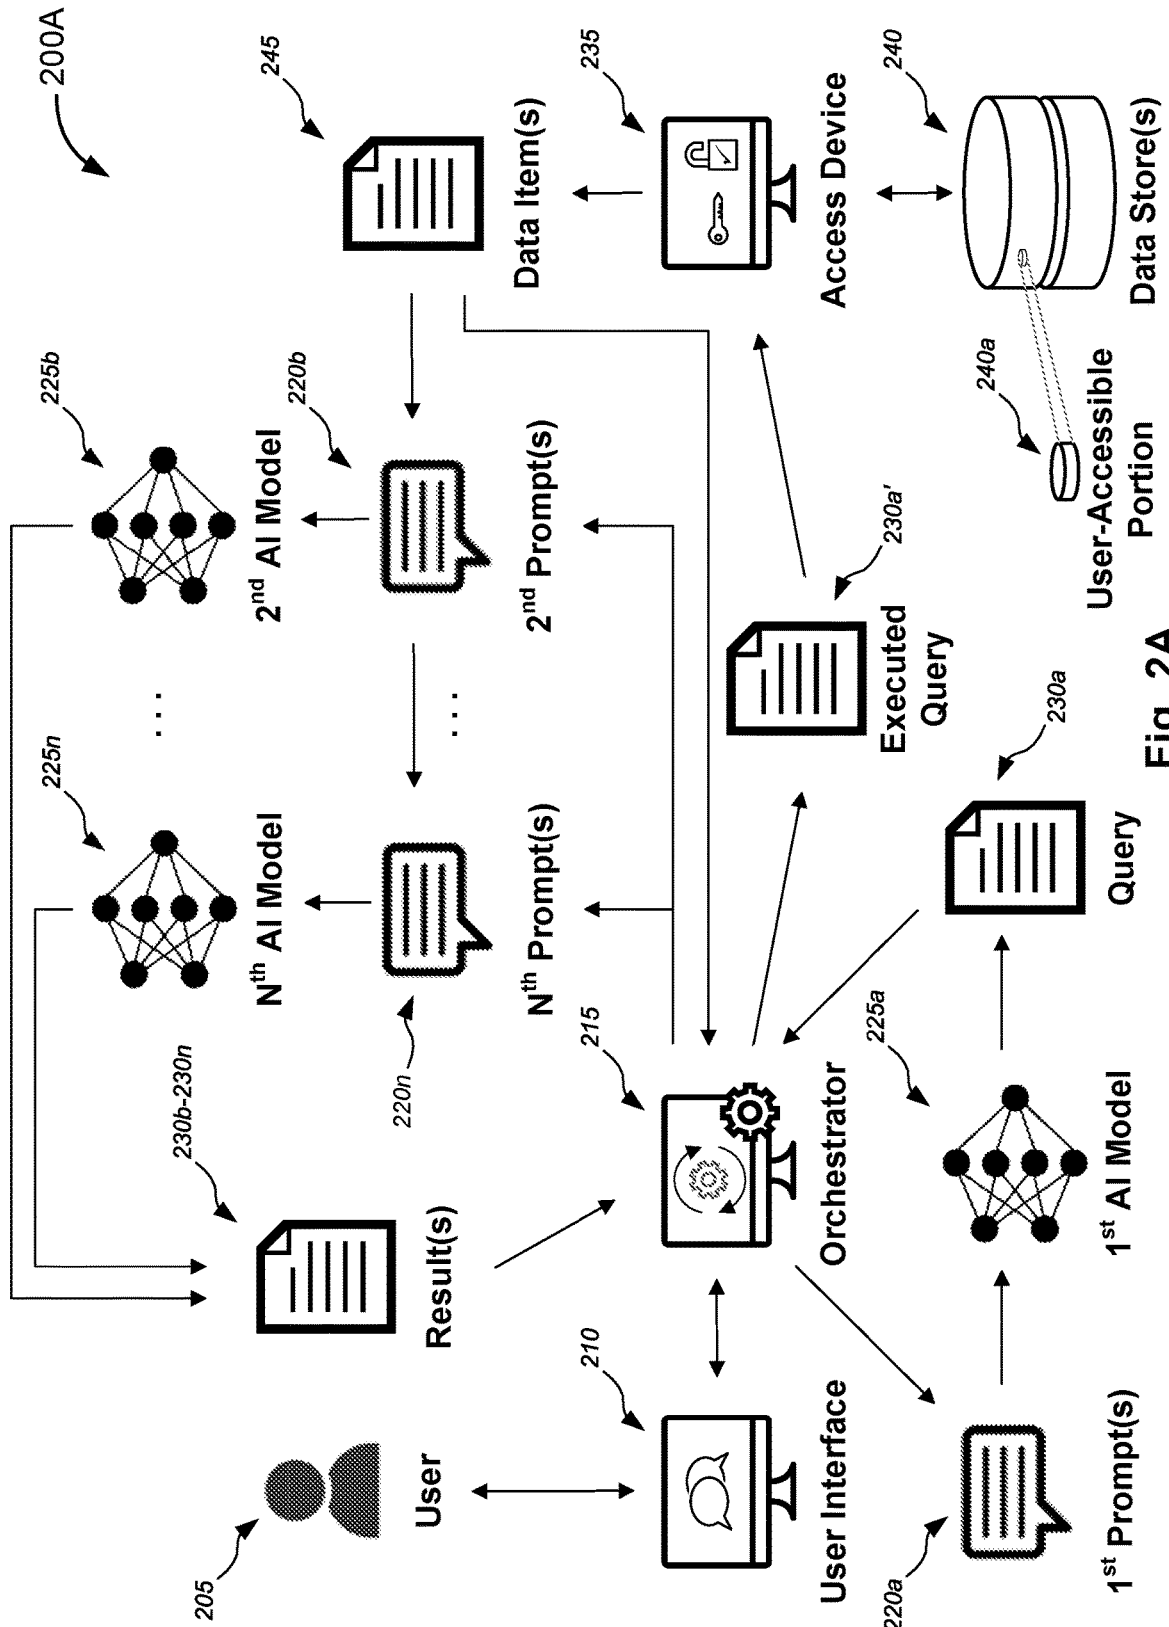 200A
205
User
230b-230n
Result(s)
225n
Nth AI Model
220n
Nth Prompt(s)
. . .
. . .
225b
2nd AI Model
220b
2nd Prompt(s)
245
Data Item(s)
210
User Interface
215
Orchestrator
235
Access Device
230a'
Executed
Query
220a
1st Prompt(s)
225a
1st AI Model
230a
Query
240a
User-Accessible
Portion
240
Data Store(s)
Fig. 2A